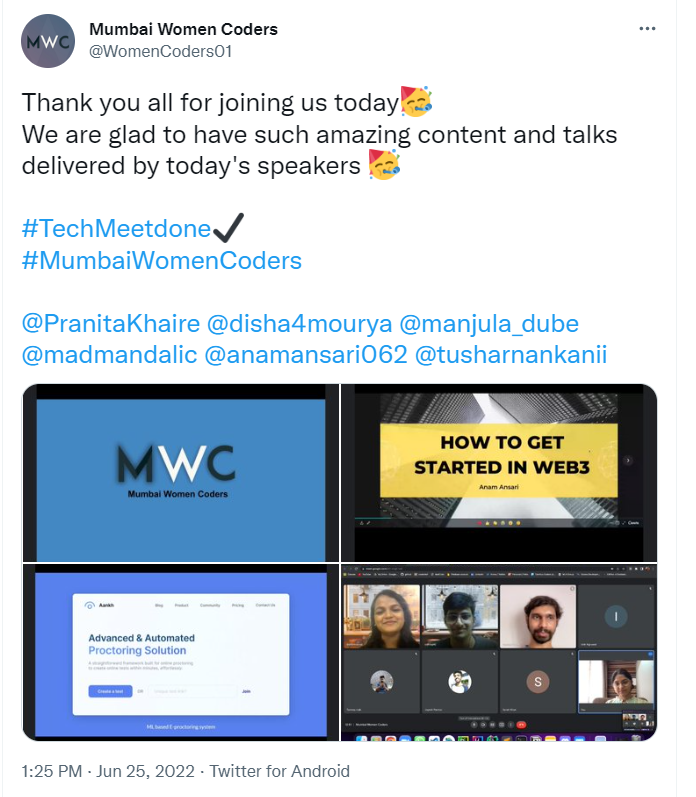 Mumbai Women Coders
@WomenCoders01
Thank you all for joining us today🥳
We are glad to have such amazing content and talks
delivered by today's speakers 🥳
#TechMeetdone✔
#MumbaiWomenCoders
@PranitaKhaire @disha4mourya @manjula_dube
@madmandalic @anamansari062 @tusharnankanii
MWC
Mumbai Women Coders
HOW TO GET
STARTED IN WEB3
Anam Ansari
Aankh
Blog Product Community Pricing Contact Us
Advanced & Automated
Proctoring Solution
A straightforward framework built for online proctoring
to create online tests within minutes, effortlessly.
Create a test OR Join
ML based E-proctoring system
I
S
1:25 PM · Jun 25, 2022 · Twitter for Android